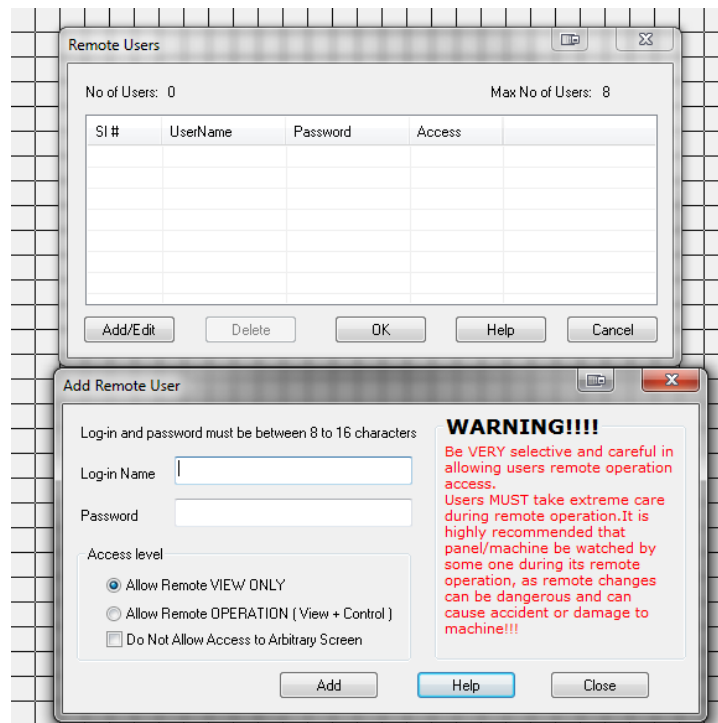 Remote Users
No of Users: 0 Max No of Users: 8
SI # UserName Password Access
Add/Edit Delete OK Help Cancel
Add Remote User
Log-in and password must be between 8 to 16 characters
Log-in Name
Password
Access level
Allow Remote VIEW ONLY
Allow Remote OPERATION ( View + Control )
Do Not Allow Access to Arbitrary Screen
WARNING!!!!
Be VERY selective and careful in
allowing users remote operation
access.
Users MUST take extreme care
during remote operation.It is
highly recommended that
panel/machine be watched by
some one during its remote
operation, as remote changes
can be dangerous and can
cause accident or damage to
machine!!!
Add Help Close